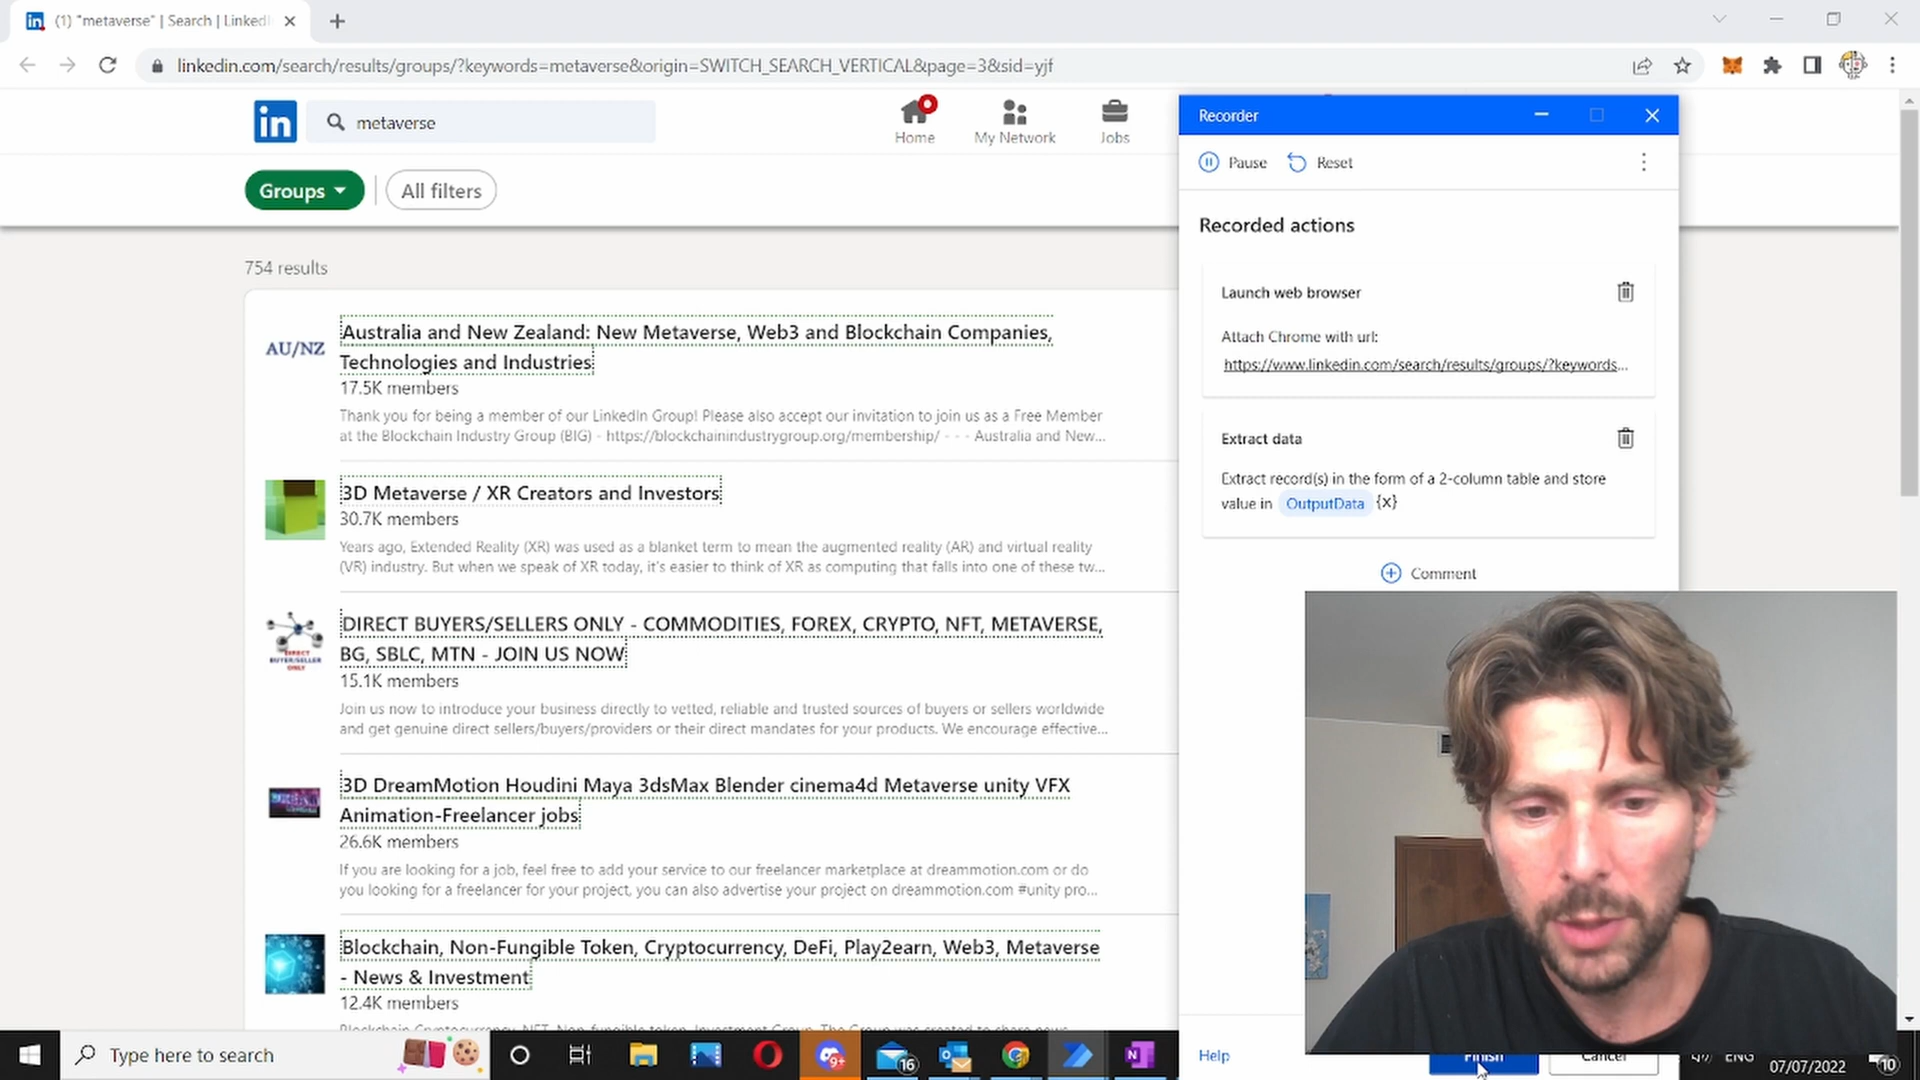 (1) "metaverse" | Search | LinkedI
linkedin.com/search/results/groups/?keywords=metaverse&origin=SWITCH_SEARCH_VERTICAL&page=3&sid=yjf
in
metaverse
Home
My Network
Jobs
Groups
All filters
754 results
AU/NZ
Australia and New Zealand: New Metaverse, Web3 and Blockchain Companies,
Technologies and Industries
17.5K members
Thank you for being a member of our LinkedIn Group! Please also accept our invitation to join us as a Free Member
at the Blockchain Industry Group (BIG) - https://blockchainindustrygroup.org/membership/ - - - Australia and New...
3D Metaverse / XR Creators and Investors
30.7K members
Years ago, Extended Reality (XR) was used as a blanket term to mean the augmented reality (AR) and virtual reality
(VR) industry. But when we speak of XR today, it's easier to think of XR as computing that falls into one of these tw...
DIRECT
BUYER/SELLER
ONLY
DIRECT BUYERS/SELLERS ONLY - COMMODITIES, FOREX, CRYPTO, NFT, METAVERSE,
BG, SBLC, MTN - JOIN US NOW
15.1K members
Join us now to introduce your business directly to vetted, reliable and trusted sources of buyers or sellers worldwide
and get genuine direct sellers/buyers/providers or their direct mandates for your products. We encourage effective...
3D DreamMotion Houdini Maya 3dsMax Blender cinema4d Metaverse unity VFX
Animation-Freelancer jobs
26.6K members
If you are looking for a job, feel free to add your service to our freelancer marketplace at dreammotion.com or do
you looking for a freelancer for your project, you can also advertise your project on dreammotion.com #unity pro...
Blockchain, Non-Fungible Token, Cryptocurrency, DeFi, Play2earn, Web3, Metaverse
- News & Investment
12.4K members
Recorder
Pause
Reset
Recorded actions
Launch web browser
Attach Chrome with url:
https://www.linkedin.com/search/results/groups/?keywords...
Extract data
Extract record(s) in the form of a 2-column table and store
value in OutputData {x}
Comment
Help
Finish
Cancel
Type here to search
9+
16
ENG
07/07/2022
10